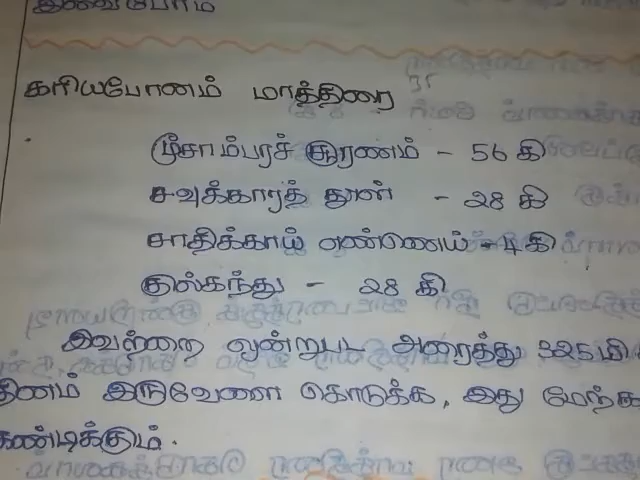 கரியபோளம் மாத்திரை 35
மூசாம்பரச் சூரணம் - 56 கி
சவுக்காரத் தூள் - 28 கி
சாதிக்காய் எண்ணெய் - 4 கி
குல்கந்து - 28 கி
இவற்றை ஒன்றுபட அரைத்து 325 மி
தினம் இருவேளை கொடுக்க, இது மேற்க
கண்டிக்கும்.